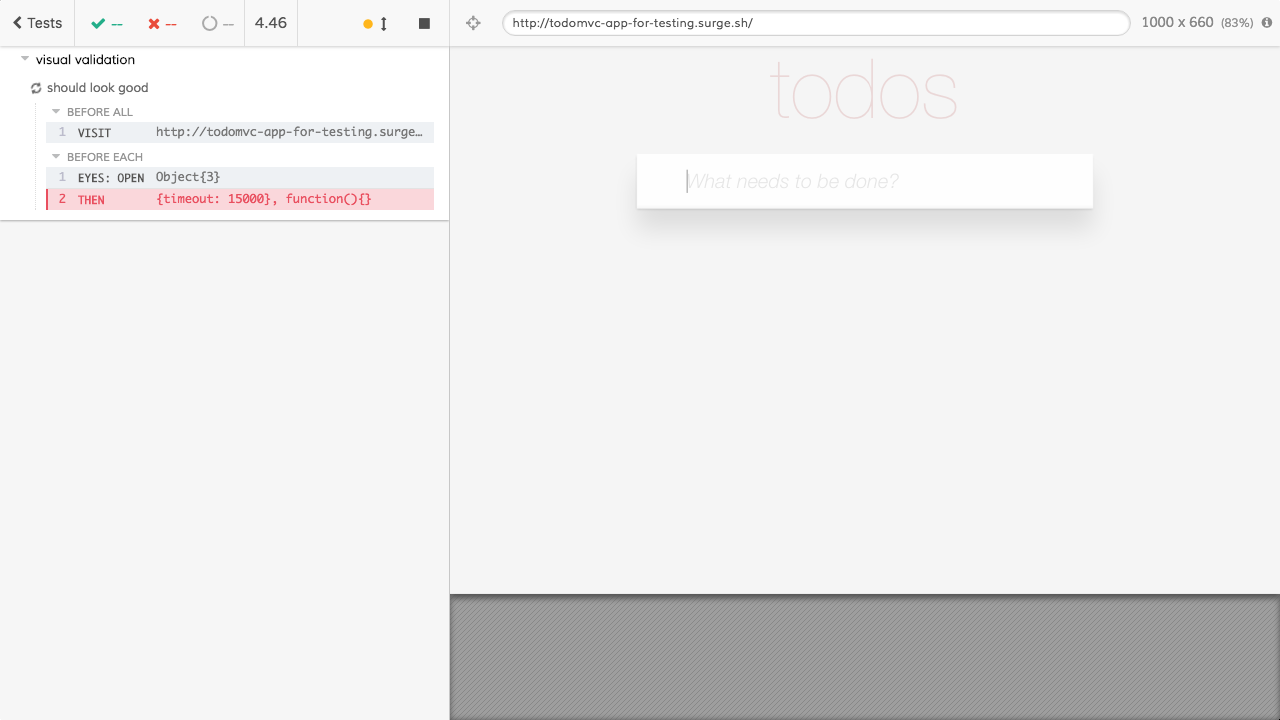 Tests -- -- -- 4.46
http://todomvc-app-for-testing.surge.sh/ 1000 x 660 (83%)
visual validation
should look good
BEFORE ALL
1 VISIT http://todomvc-app-for-testing.surge…
BEFORE EACH
1 EYES: OPEN Object{3}
2 THEN {timeout: 15000}, function(){}
todos
What needs to be done?